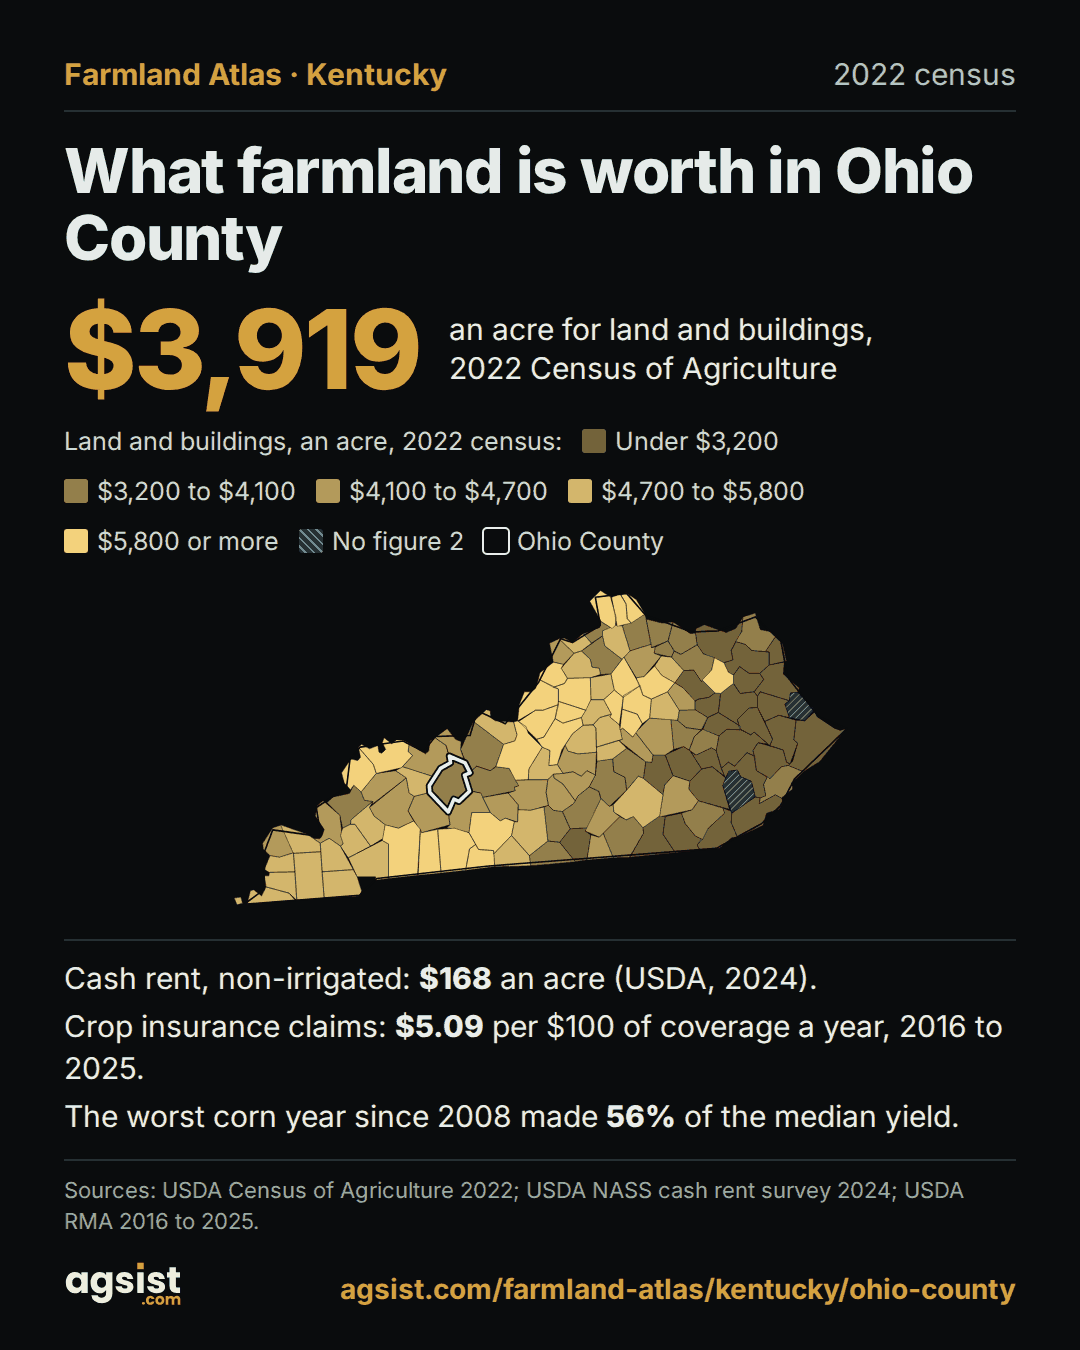 Farmland Atlas · Kentucky
2022 census
What farmland is worth in Ohio
County
$3,919
an acre for land and buildings,
2022 Census of Agriculture
Land and buildings, an acre, 2022 census: Under $3,200
$3,200 to $4,100 $4,100 to $4,700 $4,700 to $5,800
$5,800 or more No figure 2 Ohio County
Cash rent, non-irrigated: $168 an acre (USDA, 2024).
Crop insurance claims: $5.09 per $100 of coverage a year, 2016 to
2025.
The worst corn year since 2008 made 56% of the median yield.
Sources: USDA Census of Agriculture 2022; USDA NASS cash rent survey 2024; USDA
RMA 2016 to 2025.
agsist
.com
agsist.com/farmland-atlas/kentucky/ohio-county